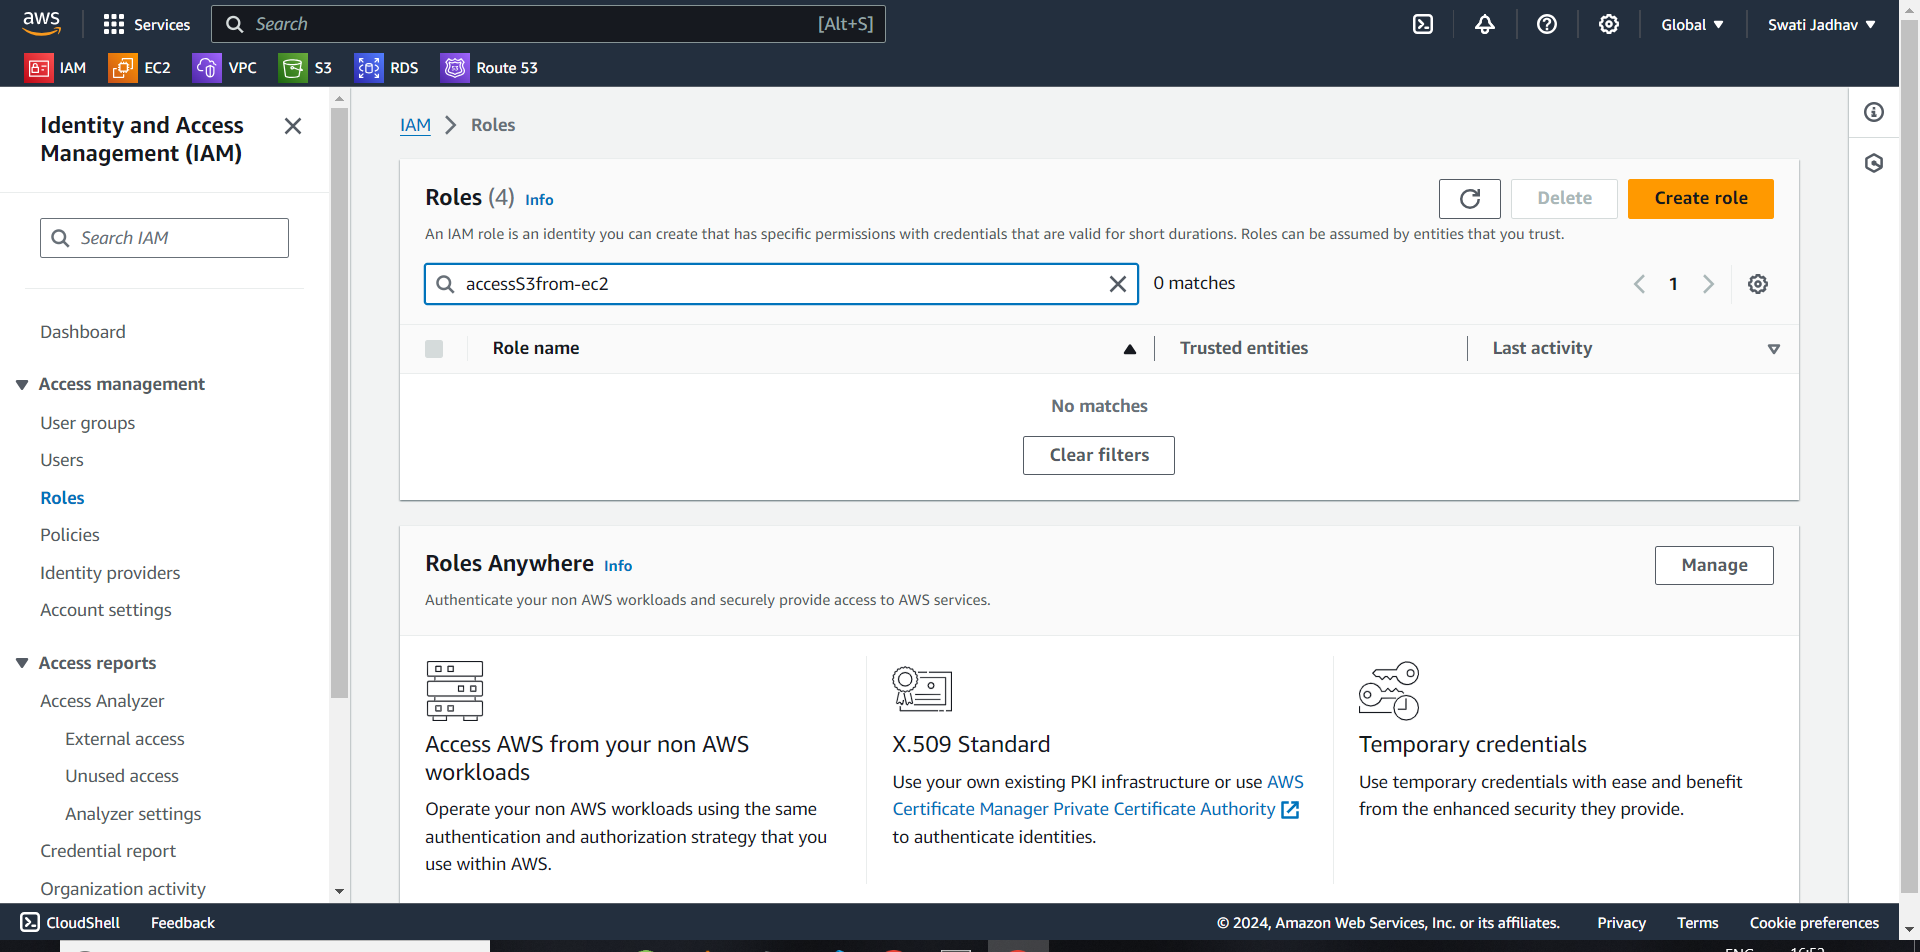 aws
Services
Search
[Alt+S]
Global
Swati Jadhav
IAM
EC2
VPC
S3
RDS
Route 53
Identity and Access
Management (IAM)
Search IAM
Dashboard
Access management
User groups
Users
Roles
Policies
Identity providers
Account settings
Access reports
Access Analyzer
External access
Unused access
Analyzer settings
Credential report
Organization activity
IAM > Roles
Roles (4) Info
Delete
Create role
An IAM role is an identity you can create that has specific permissions with credentials that are valid for short durations. Roles can be assumed by entities that you trust.
accessS3from-ec2
0 matches
1
Role name
Trusted entities
Last activity
No matches
Clear filters
Roles Anywhere Info
Manage
Authenticate your non AWS workloads and securely provide access to AWS services.
Access AWS from your non AWS
workloads
Operate your non AWS workloads using the same
authentication and authorization strategy that you
use within AWS.
X.509 Standard
Use your own existing PKI infrastructure or use AWS
Certificate Manager Private Certificate Authority
to authenticate identities.
Temporary credentials
Use temporary credentials with ease and benefit
from the enhanced security they provide.
CloudShell
Feedback
© 2024, Amazon Web Services, Inc. or its affiliates.
Privacy
Terms
Cookie preferences